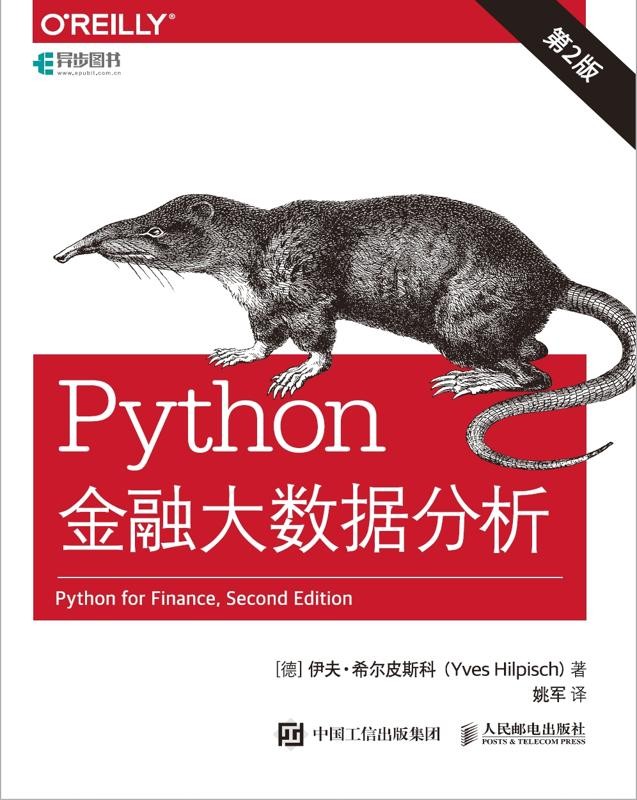 O'REILLY®
异步图书
www.epubit.com.cn
第2版
Python
金融大数据分析
Python for Finance, Second Edition
[德] 伊夫·希尔皮斯科（Yves Hilpisch）著
姚军 译
中国工信出版集团
人民邮电出版社
POSTS & TELECOM PRESS